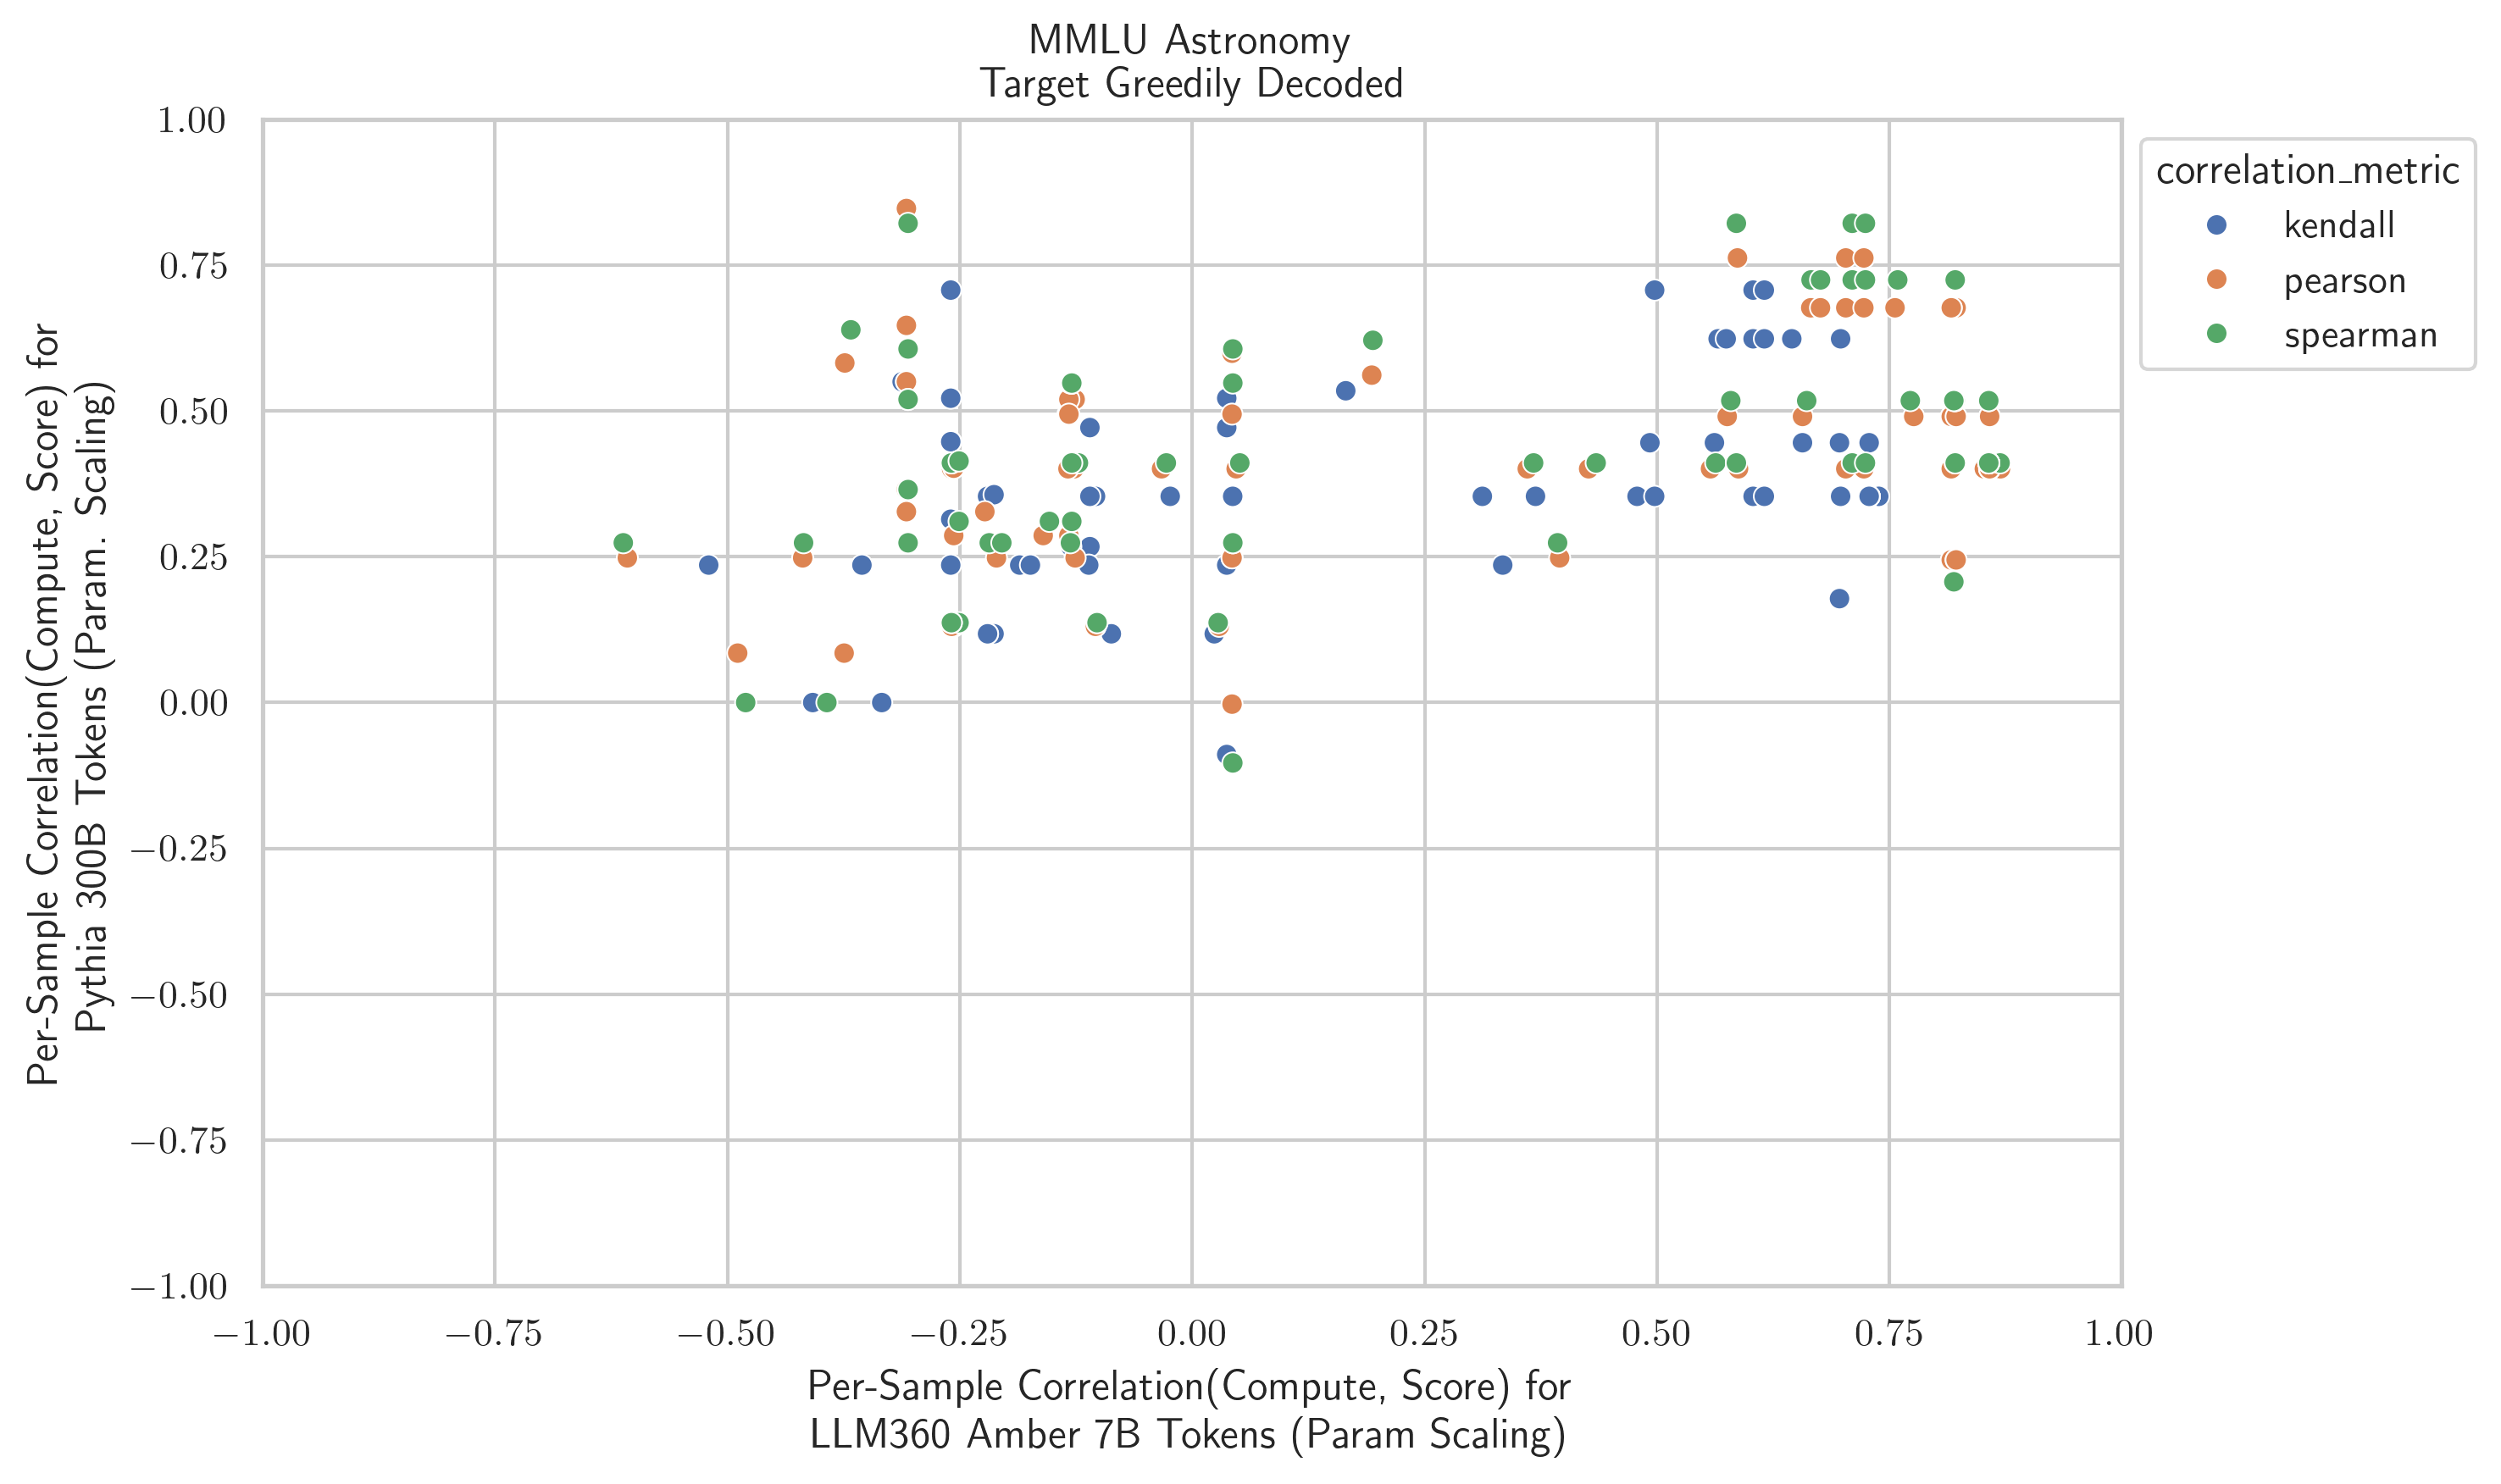 MMLU Astronomy
Target Greedily Decoded
Per-Sample Correlation(Compute, Score) for
Pythia 300B Tokens (Param. Scaling)
1.00
0.75
0.50
0.25
0.00
−0.25
−0.50
−0.75
−1.00
−1.00 −0.75 −0.50 −0.25 0.00 0.25 0.50 0.75 1.00
Per-Sample Correlation(Compute, Score) for
LLM360 Amber 7B Tokens (Param Scaling)
correlation_metric
kendall
pearson
spearman